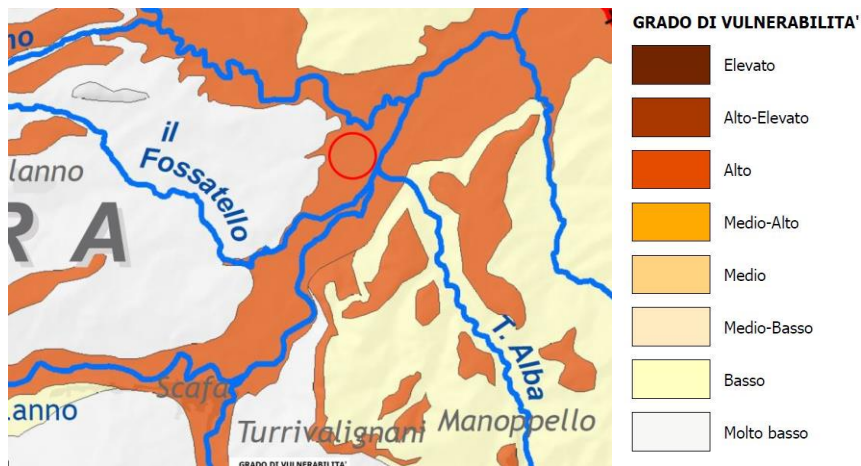 no
il
Fossatello
lanno
R A
Scafa
.anno
Turrivalignani
Manoppello
T. Alba
GRADO DI VULNERABILITA'
GRADO DI VULNERABILITA'
Elevato
Alto-Elevato
Alto
Medio-Alto
Medio
Medio-Basso
Basso
Molto basso